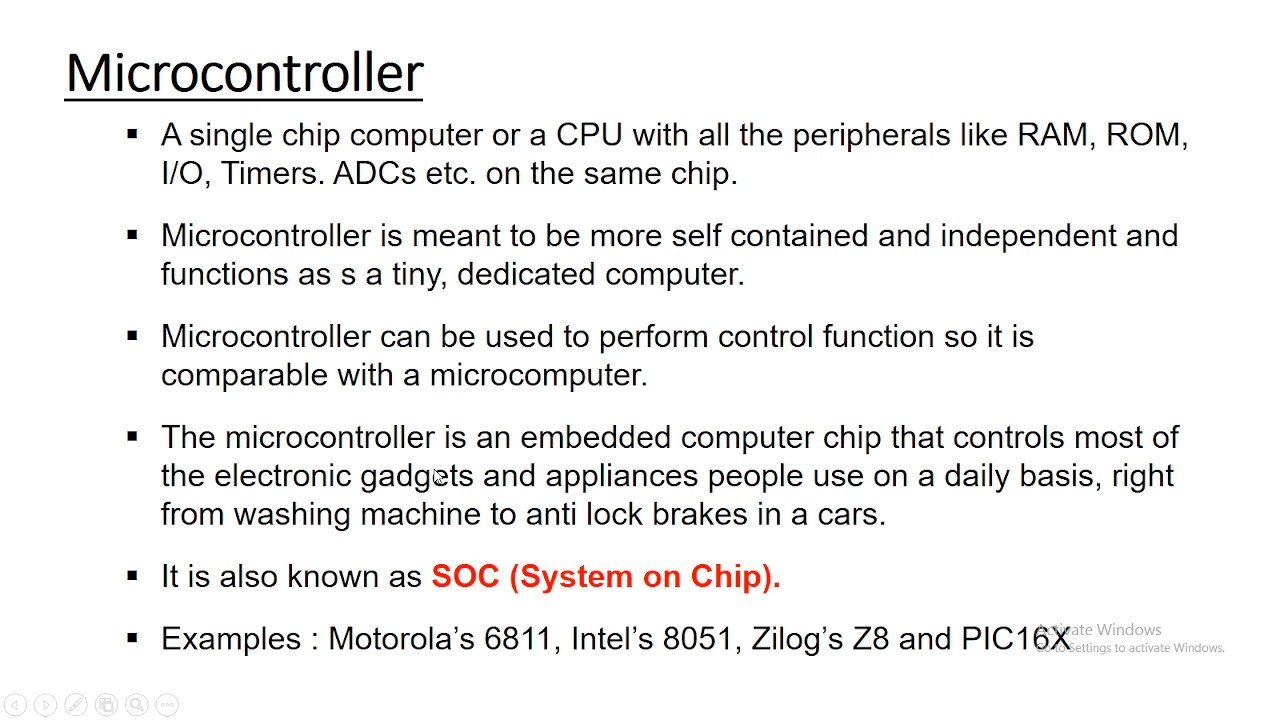 Microcontroller
▪ A single chip computer or a CPU with all the peripherals like RAM, ROM,
I/O, Timers. ADCs etc. on the same chip.
▪ Microcontroller is meant to be more self contained and independent and
functions as s a tiny, dedicated computer.
▪ Microcontroller can be used to perform control function so it is
comparable with a microcomputer.
▪ The microcontroller is an embedded computer chip that controls most of
the electronic gadgets and appliances people use on a daily basis, right
from washing machine to anti lock brakes in a cars.
▪ It is also known as SOC (System on Chip).
▪ Examples : Motorola’s 6811, Intel’s 8051, Zilog’s Z8 and PIC16X
Activate Windows
Go to Settings to activate Windows.